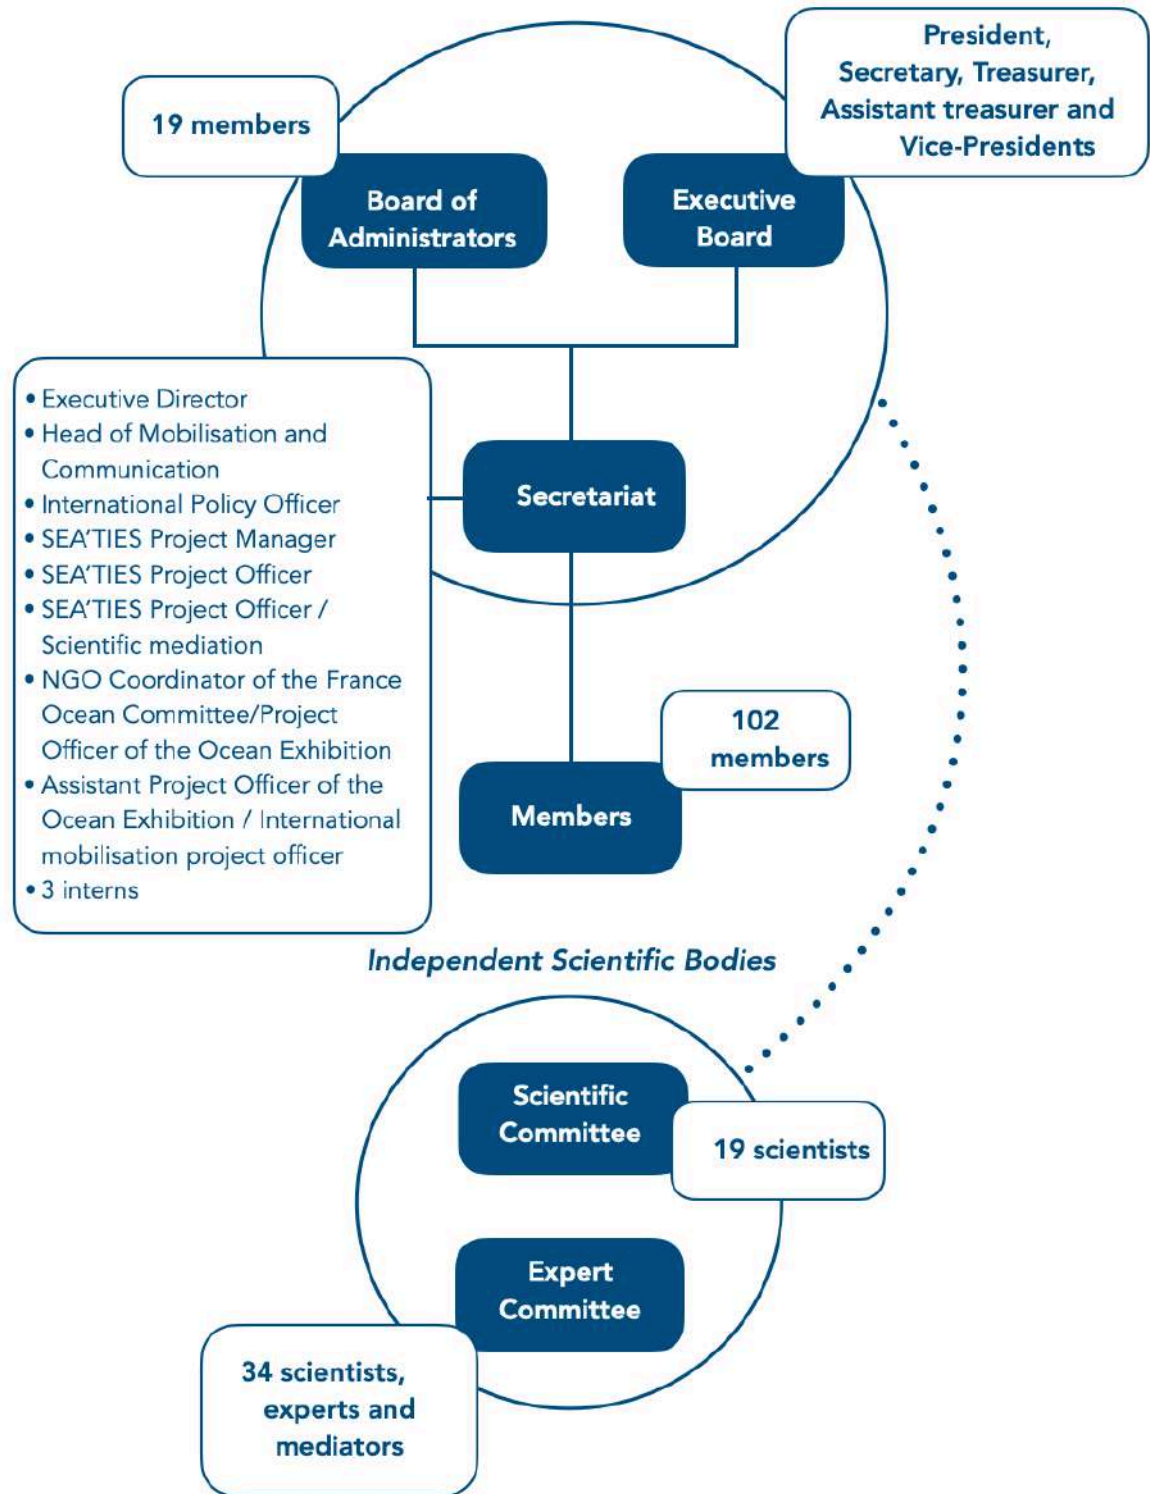 President,
Secretary, Treasurer,
Assistant treasurer and
Vice-Presidents
19 members
Board of
Administrators
Executive
Board
• Executive Director
• Head of Mobilisation and
Communication
• International Policy Officer
• SEA'TIES Project Manager
• SEA'TIES Project Officer
• SEA'TIES Project Officer /
Scientific mediation
• NGO Coordinator of the France
Ocean Committee/Project
Officer of the Ocean Exhibition
• Assistant Project Officer of the
Ocean Exhibition / International
mobilisation project officer
• 3 interns
Secretariat
102
members
Members
Independent Scientific Bodies
Scientific
Committee
19 scientists
Expert
Committee
34 scientists,
experts and
mediators